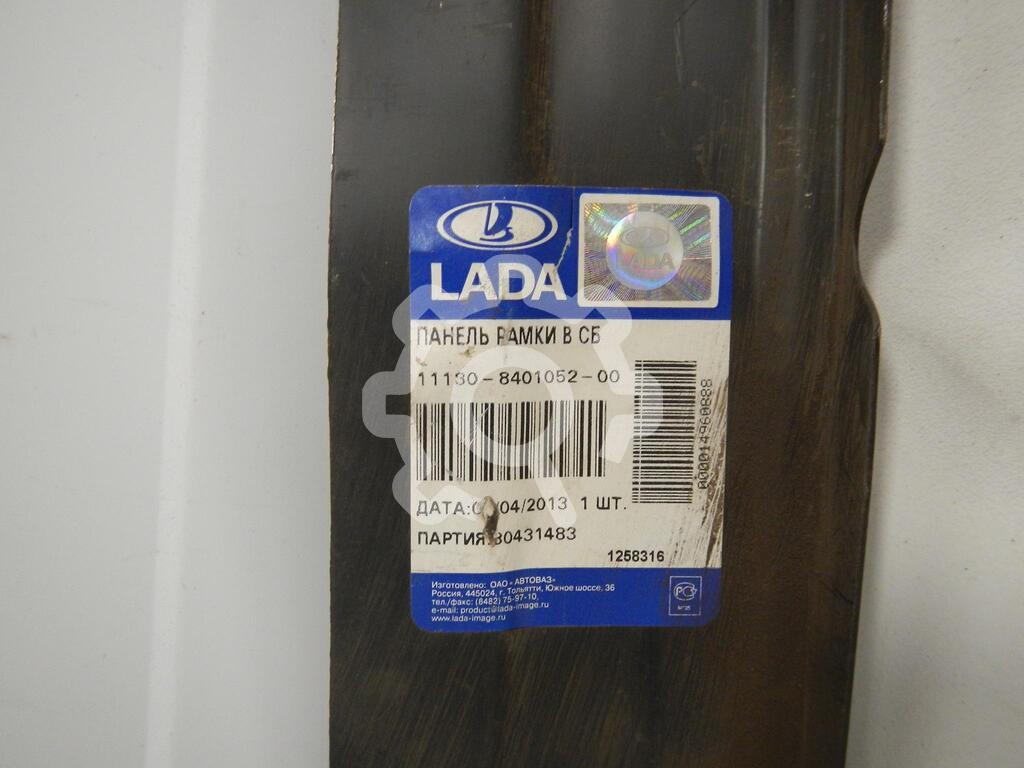 LADA
LADA
ПАНЕЛЬ РАМКИ В СБ
11180-8401052-00
0000014960888
04/2013 1 ШТ.
ДАТА:
ПАРТИЯ
30431483
1258316
Изготовлено: ОАО «АВТОВАЗ»
Россия, 445024, г. Тольятти, Южное шоссе, 36
тел./факс: (8482) 75-97-10,
e-mail: product@lada-image.ru
www.lada-image.ru